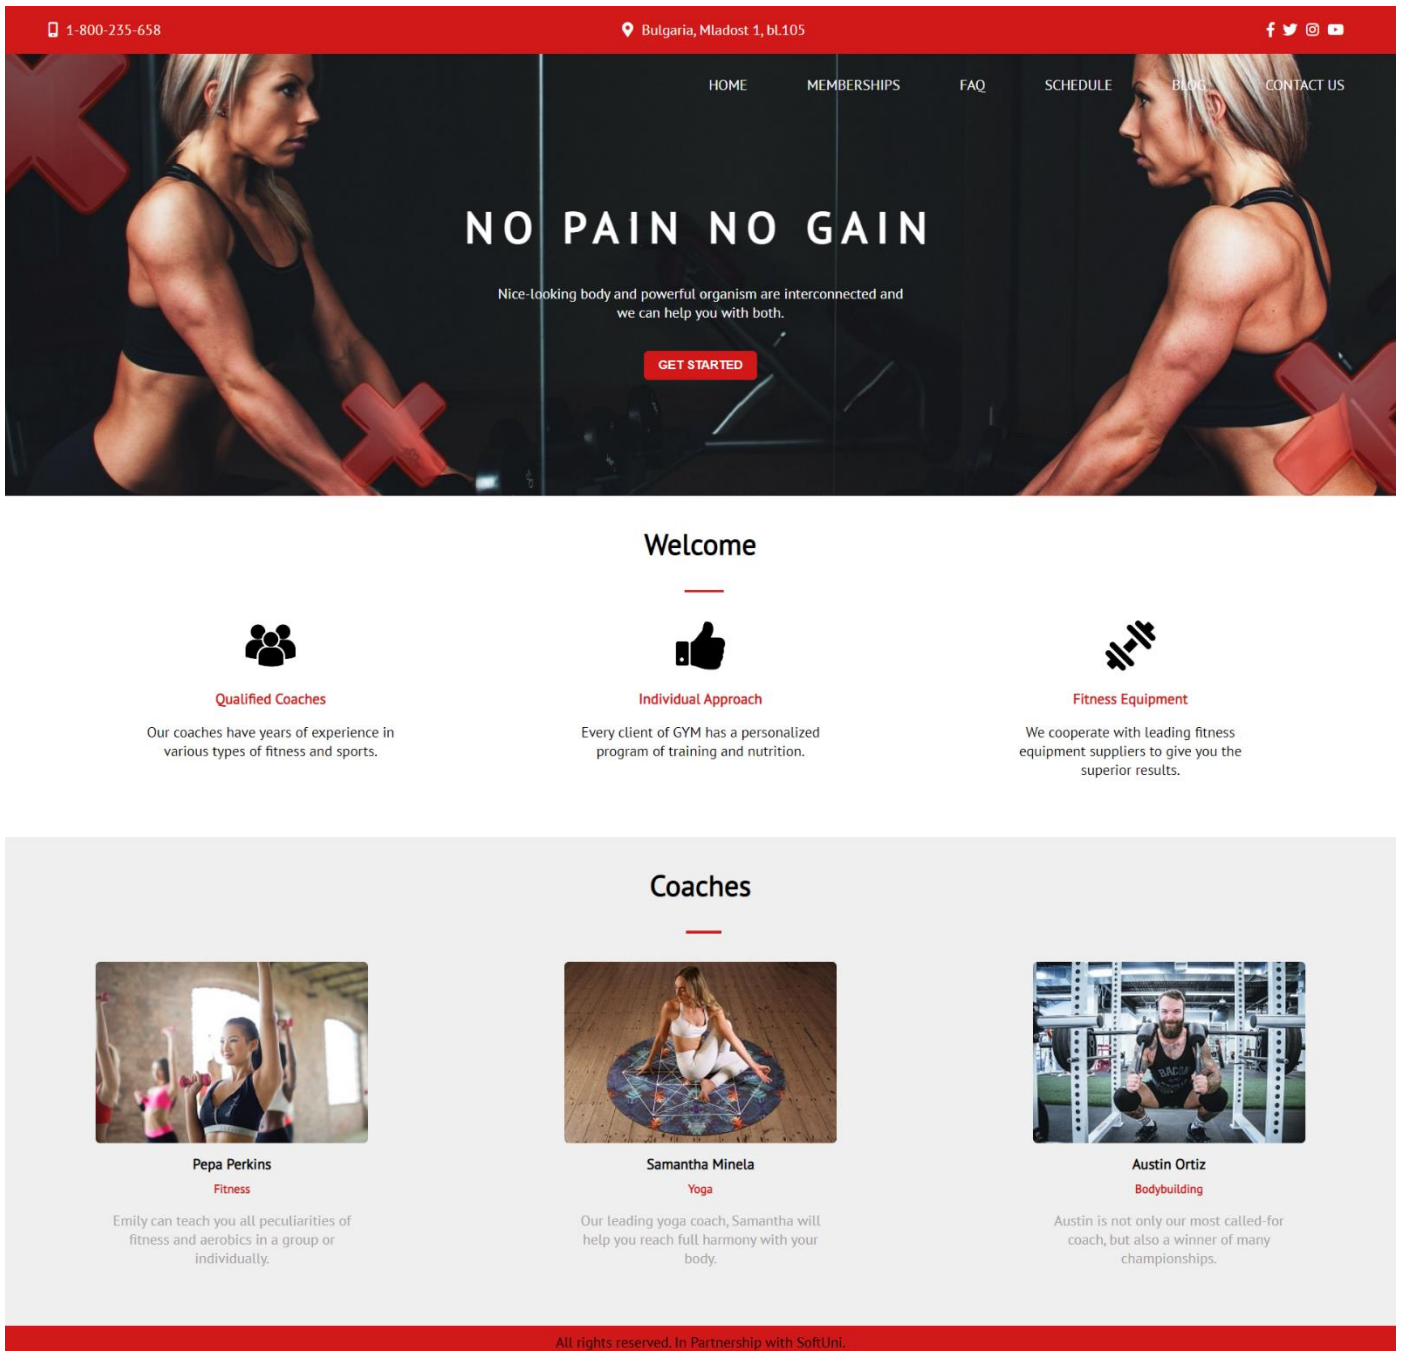 1-800-235-658
Bulgaria, Mladost 1, bl.105
HOME MEMBERSHIPS FAQ SCHEDULE BLOG CONTACT US
NO PAIN NO GAIN
Nice-looking body and powerful organism are interconnected and
we can help you with both.
GET STARTED
Welcome
Qualified Coaches
Our coaches have years of experience in
various types of fitness and sports.
Individual Approach
Every client of GYM has a personalized
program of training and nutrition.
Fitness Equipment
We cooperate with leading fitness
equipment suppliers to give you the
superior results.
Coaches
Pepa Perkins
Fitness
Emily can teach you all peculiarities of
fitness and aerobics in a group or
individually.
Samantha Minela
Yoga
Our leading yoga coach, Samantha will
help you reach full harmony with your
body.
BACON
Austin Ortiz
Bodybuilding
Austin is not only our most called-for
coach, but also a winner of many
championships.
All rights reserved. In Partnership with SoftUni.